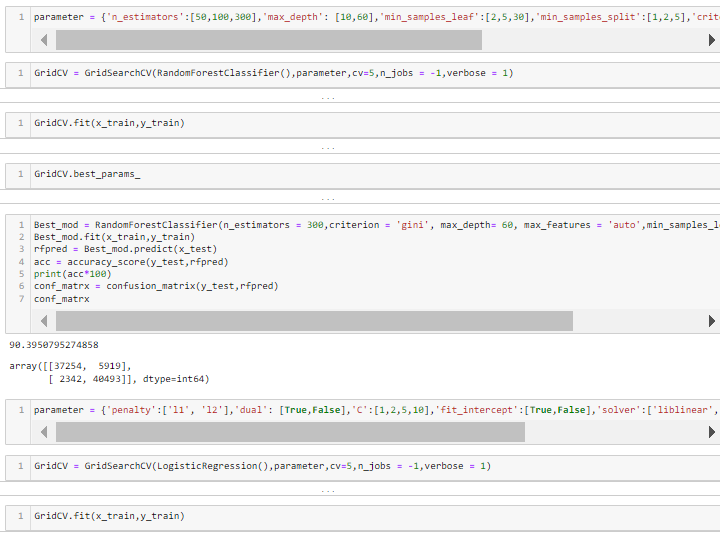 1 parameter = {'n_estimators':[50,100,300],'max_depth': [10,60],'min_samples_leaf':[2,5,30],'min_samples_split':[1,2,5],'crit
1 GridCV = GridSearchCV(RandomForestClassifier(),parameter,cv=5,n_jobs = -1,verbose = 1)
...
1 GridCV.fit(x_train,y_train)
...
1 GridCV.best_params_
...
1 Best_mod = RandomForestClassifier(n_estimators = 300,criterion = 'gini', max_depth= 60, max_features = 'auto',min_samples_l
2 Best_mod.fit(x_train,y_train)
3 rfpred = Best_mod.predict(x_test)
4 acc = accuracy_score(y_test,rfpred)
5 print(acc*100)
6 conf_matrx = confusion_matrix(y_test,rfpred)
7 conf_matrx
90.3950795274858
array([[37254,  5919],
       [ 2342, 40493]], dtype=int64)
1 parameter = {'penalty':['l1', 'l2'],'dual': [True,False],'C':[1,2,5,10],'fit_intercept':[True,False],'solver':['liblinear',
1 GridCV = GridSearchCV(LogisticRegression(),parameter,cv=5,n_jobs = -1,verbose = 1)
...
1 GridCV.fit(x_train,y_train)